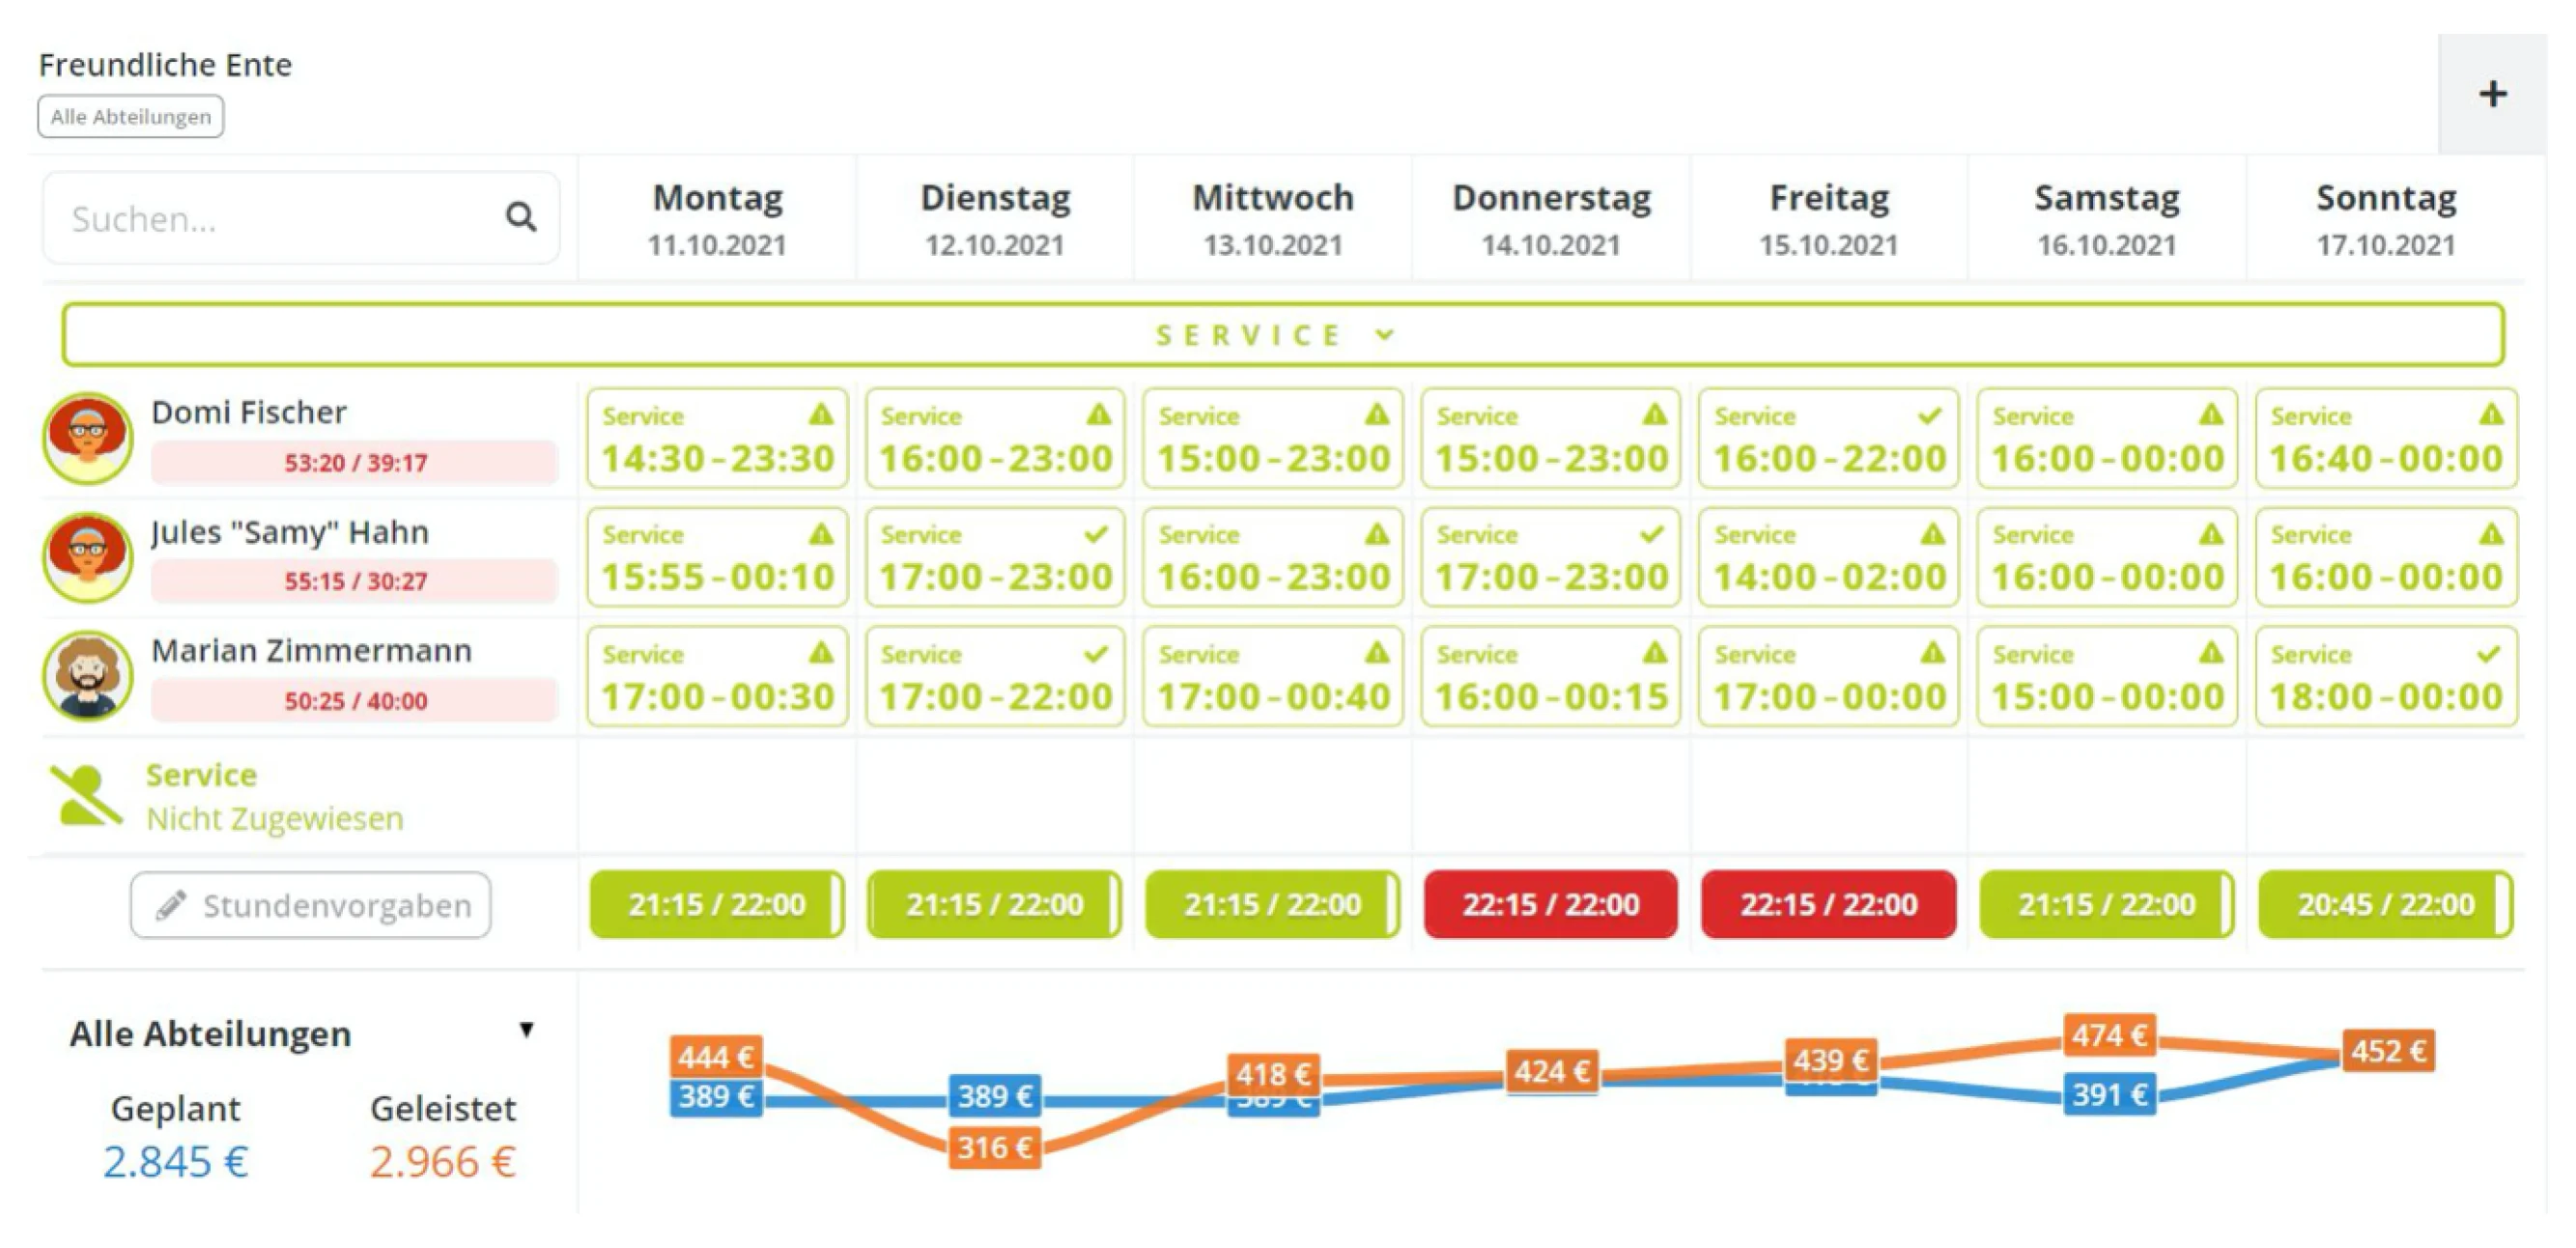 Freundliche Ente
Alle Abteilungen
+
Suchen...
Montag Dienstag Mittwoch Donnerstag Freitag Samstag Sonntag
11.10.2021 12.10.2021 13.10.2021 14.10.2021 15.10.2021 16.10.2021 17.10.2021
SERVICE
Domi Fischer
53:20 / 39:17
Service Service Service Service Service Service Service
14:30-23:30 16:00-23:00 15:00-23:00 15:00-23:00 16:00-22:00 16:00-00:00 16:40-00:00
Jules "Samy" Hahn
55:15 / 30:27
Service Service Service Service Service Service Service
15:55-00:10 17:00-23:00 16:00-23:00 17:00-23:00 14:00-02:00 16:00-00:00 16:00-00:00
Marian Zimmermann
50:25 / 40:00
Service Service Service Service Service Service Service
17:00-00:30 17:00-22:00 17:00-00:40 16:00-00:15 17:00-00:00 15:00-00:00 18:00-00:00
Service
Nicht Zugewiesen
Stundenvorgaben 21:15 / 22:00 21:15 / 22:00 21:15 / 22:00 22:15 / 22:00 22:15 / 22:00 21:15 / 22:00 20:45 / 22:00
Alle Abteilungen
Geplant Geleistet
2.845 € 2.966 €
444 € 316 € 418 € 424 € 439 € 474 € 452 €
389 € 389 € 389 € 391 €